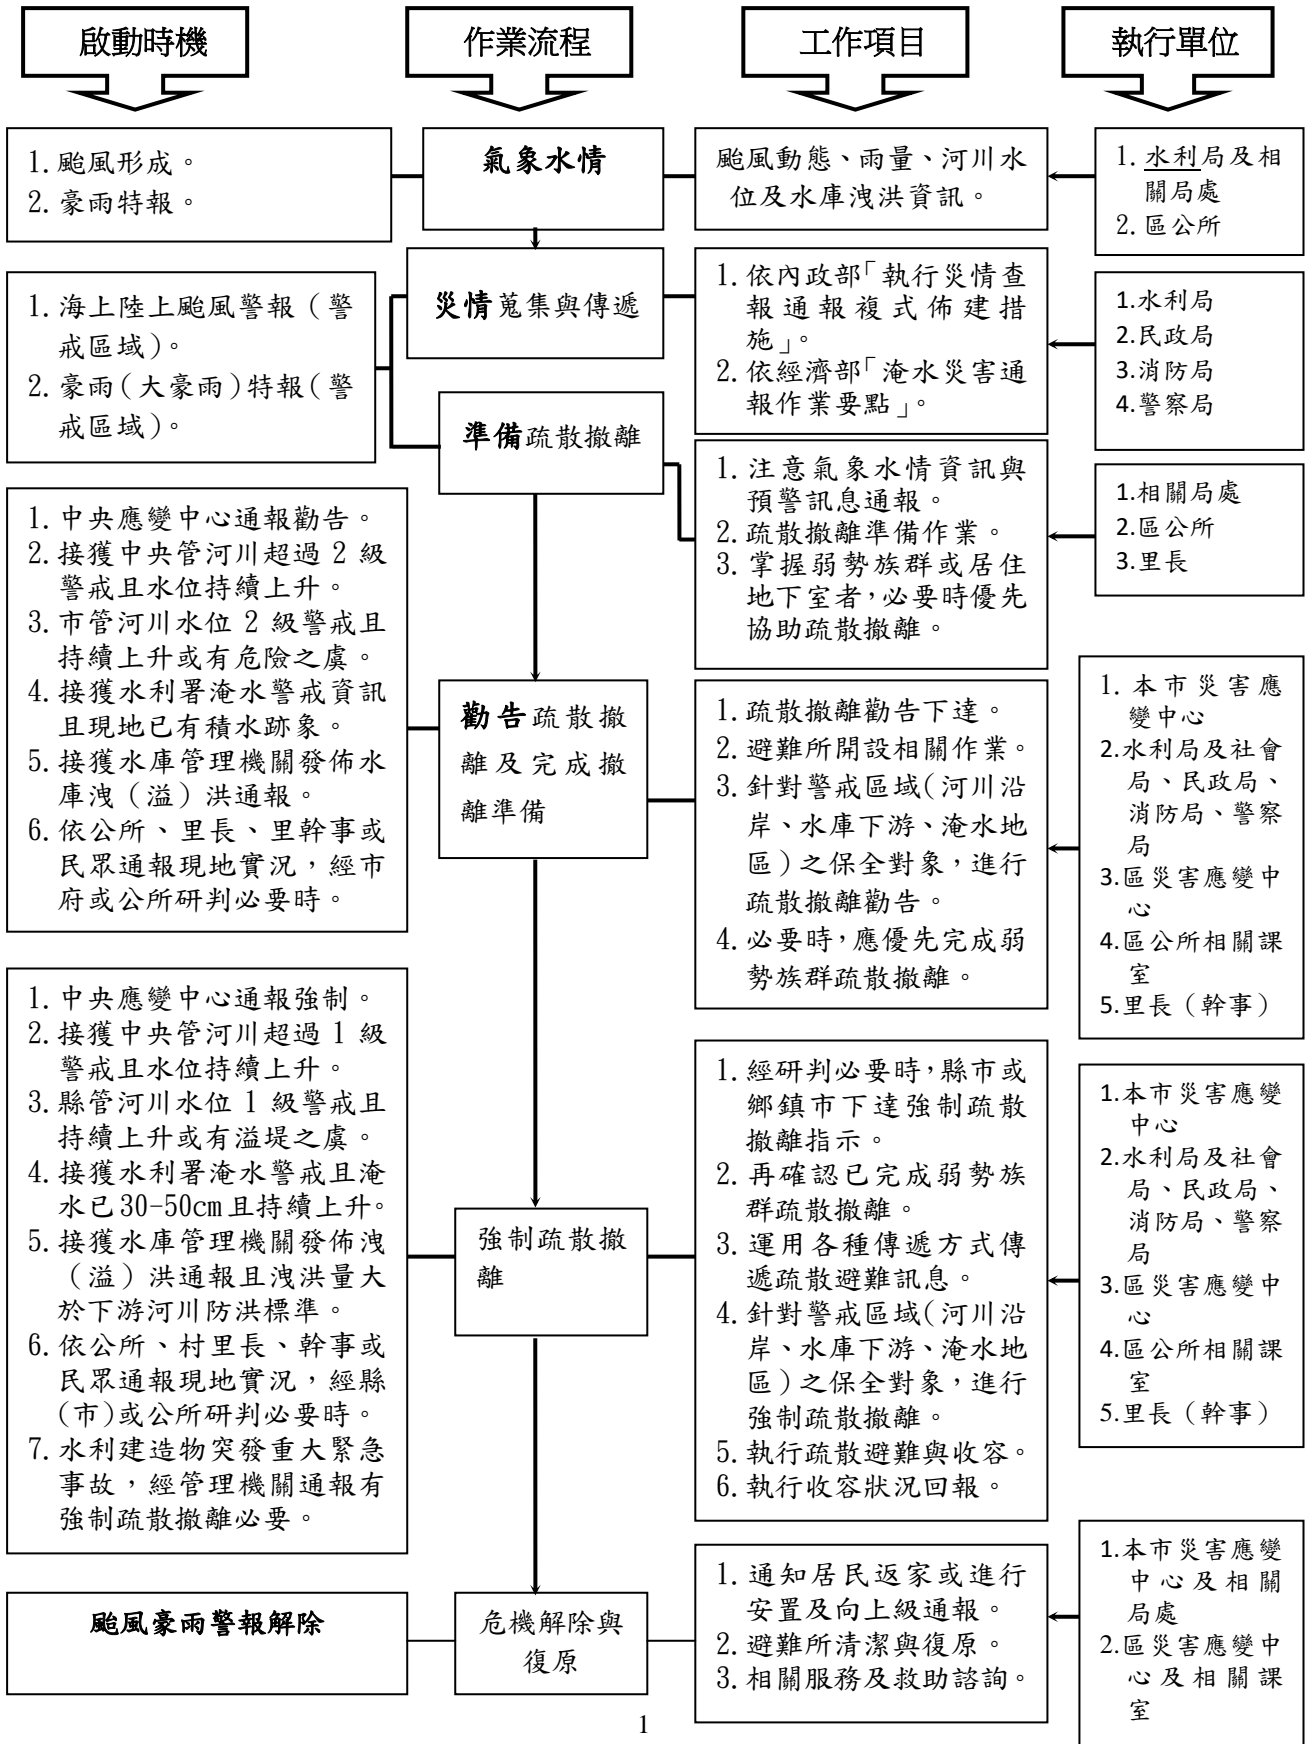 啟動時機
作業流程
工作項目
執行單位
1. 颱風形成。
2. 豪雨特報。
氣象水情
颱風動態、雨量、河川水
位及水庫洩洪資訊。
1. 水利局及相
關局處
2. 區公所
1. 海上陸上颱風警報（警
戒區域）。
2. 豪雨(大豪雨)特報(警
戒區域)。
災情蒐集與傳遞
1. 依內政部「執行災情查
報通報複式佈建措
施」。
2. 依經濟部「淹水災害通
報作業要點」。
1.水利局
2.民政局
3.消防局
4.警察局
準備疏散撤離
1. 注意氣象水情資訊與
預警訊息通報。
2. 疏散撤離準備作業。
3. 掌握弱勢族群或居住
地下室者，必要時優先
協助疏散撤離。
1.相關局處
2.區公所
3.里長
1. 中央應變中心通報勸告。
2. 接獲中央管河川超過 2 級
警戒且水位持續上升。
3. 市管河川水位 2 級警戒且
持續上升或有危險之虞。
4. 接獲水利署淹水警戒資訊
且現地已有積水跡象。
5. 接獲水庫管理機關發佈水
庫洩（溢）洪通報。
6. 依公所、里長、里幹事或
民眾通報現地實況，經市
府或公所研判必要時。
勸告疏散撤
離及完成撤
離準備
1. 疏散撤離勸告下達。
2. 避難所開設相關作業。
3. 針對警戒區域(河川沿
岸、水庫下游、淹水地
區)之保全對象，進行
疏散撤離勸告。
4. 必要時，應優先完成弱
勢族群疏散撤離。
1. 本市災害應
變中心
2.水利局及社會
局、民政局、
消防局、警察
局
3.區災害應變中
心
4.區公所相關課
室
5.里長（幹事）
1. 中央應變中心通報強制。
2. 接獲中央管河川超過 1 級
警戒且水位持續上升。
3. 縣管河川水位 1 級警戒且
持續上升或有溢堤之虞。
4. 接獲水利署淹水警戒且淹
水已30-50cm且持續上升。
5. 接獲水庫管理機關發佈洩
（溢）洪通報且洩洪量大
於下游河川防洪標準。
6. 依公所、村里長、幹事或
民眾通報現地實況，經縣
(市)或公所研判必要時。
7. 水利建造物突發重大緊急
事故，經管理機關通報有
強制疏散撤離必要。
強制疏散撤
離
1. 經研判必要時，縣市或
鄉鎮市下達強制疏散
撤離指示。
2. 再確認已完成弱勢族
群疏散撤離。
3. 運用各種傳遞方式傳
遞疏散避難訊息。
4. 針對警戒區域(河川沿
岸、水庫下游、淹水地
區)之保全對象，進行
強制疏散撤離。
5. 執行疏散避難與收容。
6. 執行收容狀況回報。
1.本市災害應變
中心
2.水利局及社會
局、民政局、
消防局、警察
局
3.區災害應變中
心
4.區公所相關課
室
5.里長（幹事）
颱風豪雨警報解除
危機解除與
復原
1. 通知居民返家或進行
安置及向上級通報。
2. 避難所清潔與復原。
3. 相關服務及救助諮詢。
1.本市災害應變
中心及相關
局處
2.區災害應變中
心及相關課
室
1